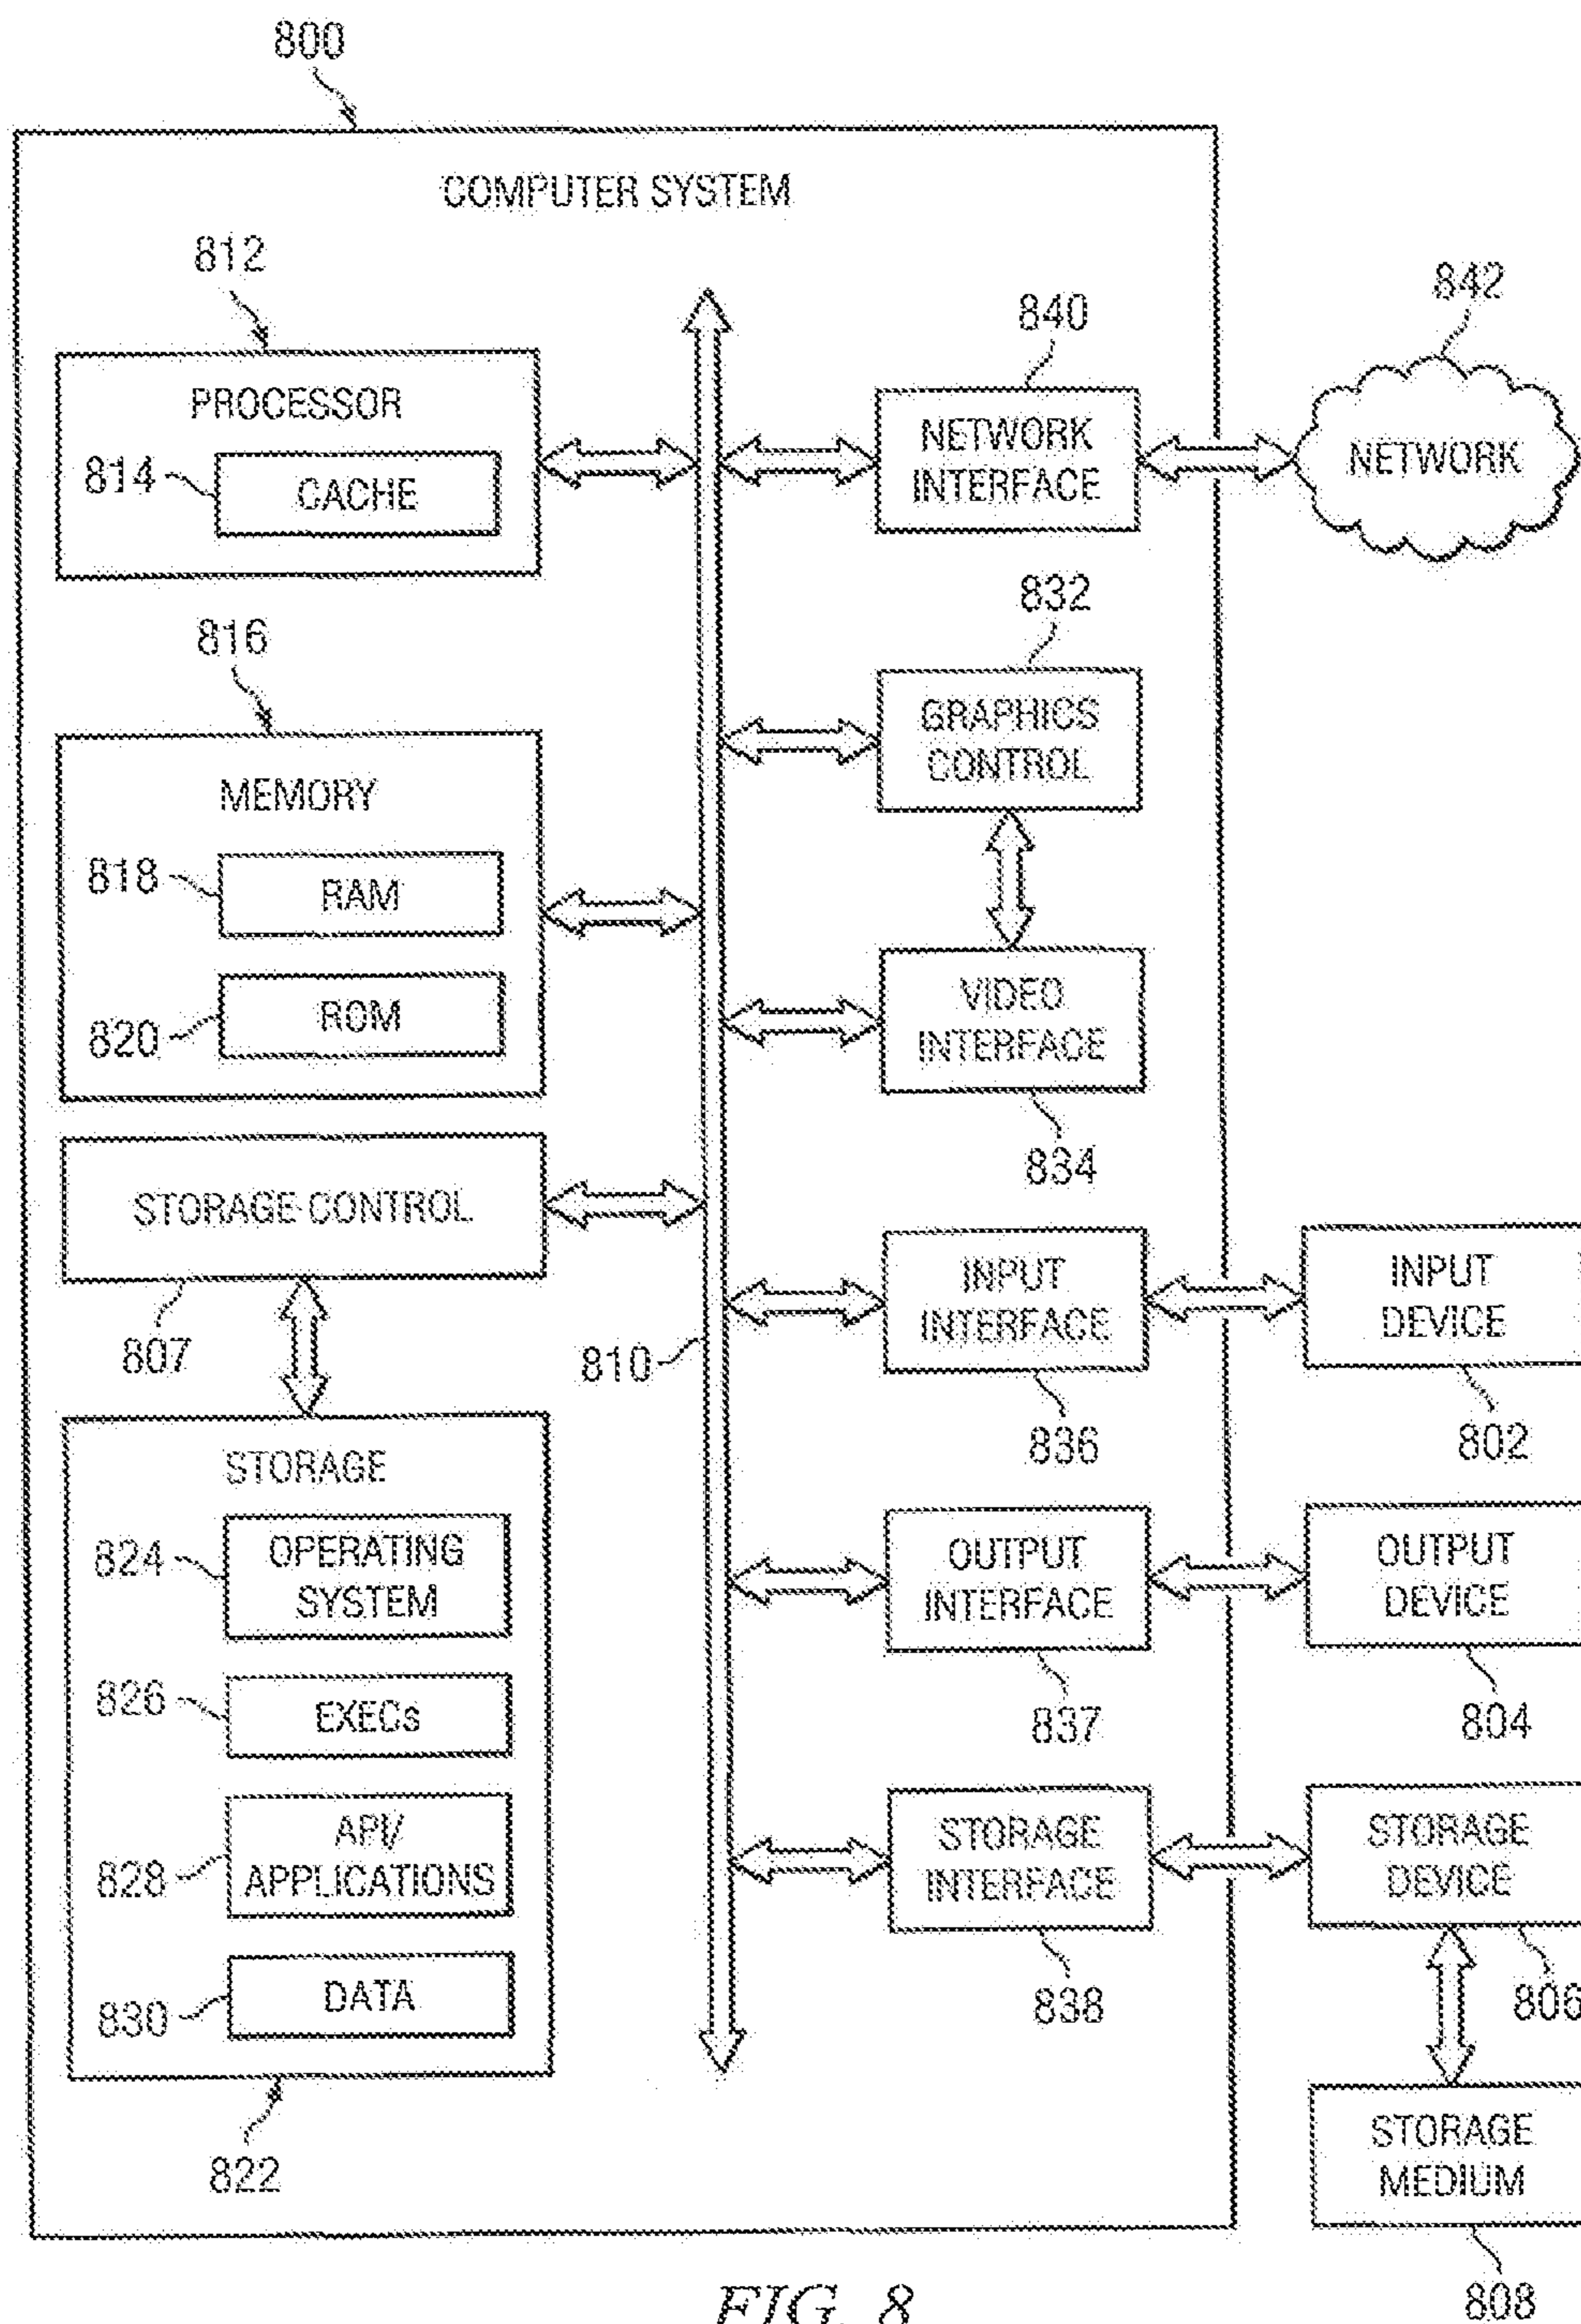 800
COMPUTER SYSTEM
812
PROCESSOR
814
CACHE
840
NETWORK
INTERFACE
842
NETWORK
832
GRAPHICS
CONTROL
816
MEMORY
818
RAM
820
ROM
VIDEO
INTERFACE
834
STORAGE CONTROL
807
810
INPUT
INTERFACE
836
INPUT
DEVICE
802
STORAGE
824
OPERATING
SYSTEM
826
EXECs
828
API/
APPLICATIONS
830
DATA
822
OUTPUT
INTERFACE
837
OUTPUT
DEVICE
804
STORAGE
INTERFACE
838
STORAGE
DEVICE
806
STORAGE
MEDIUM
808
FIG. 8